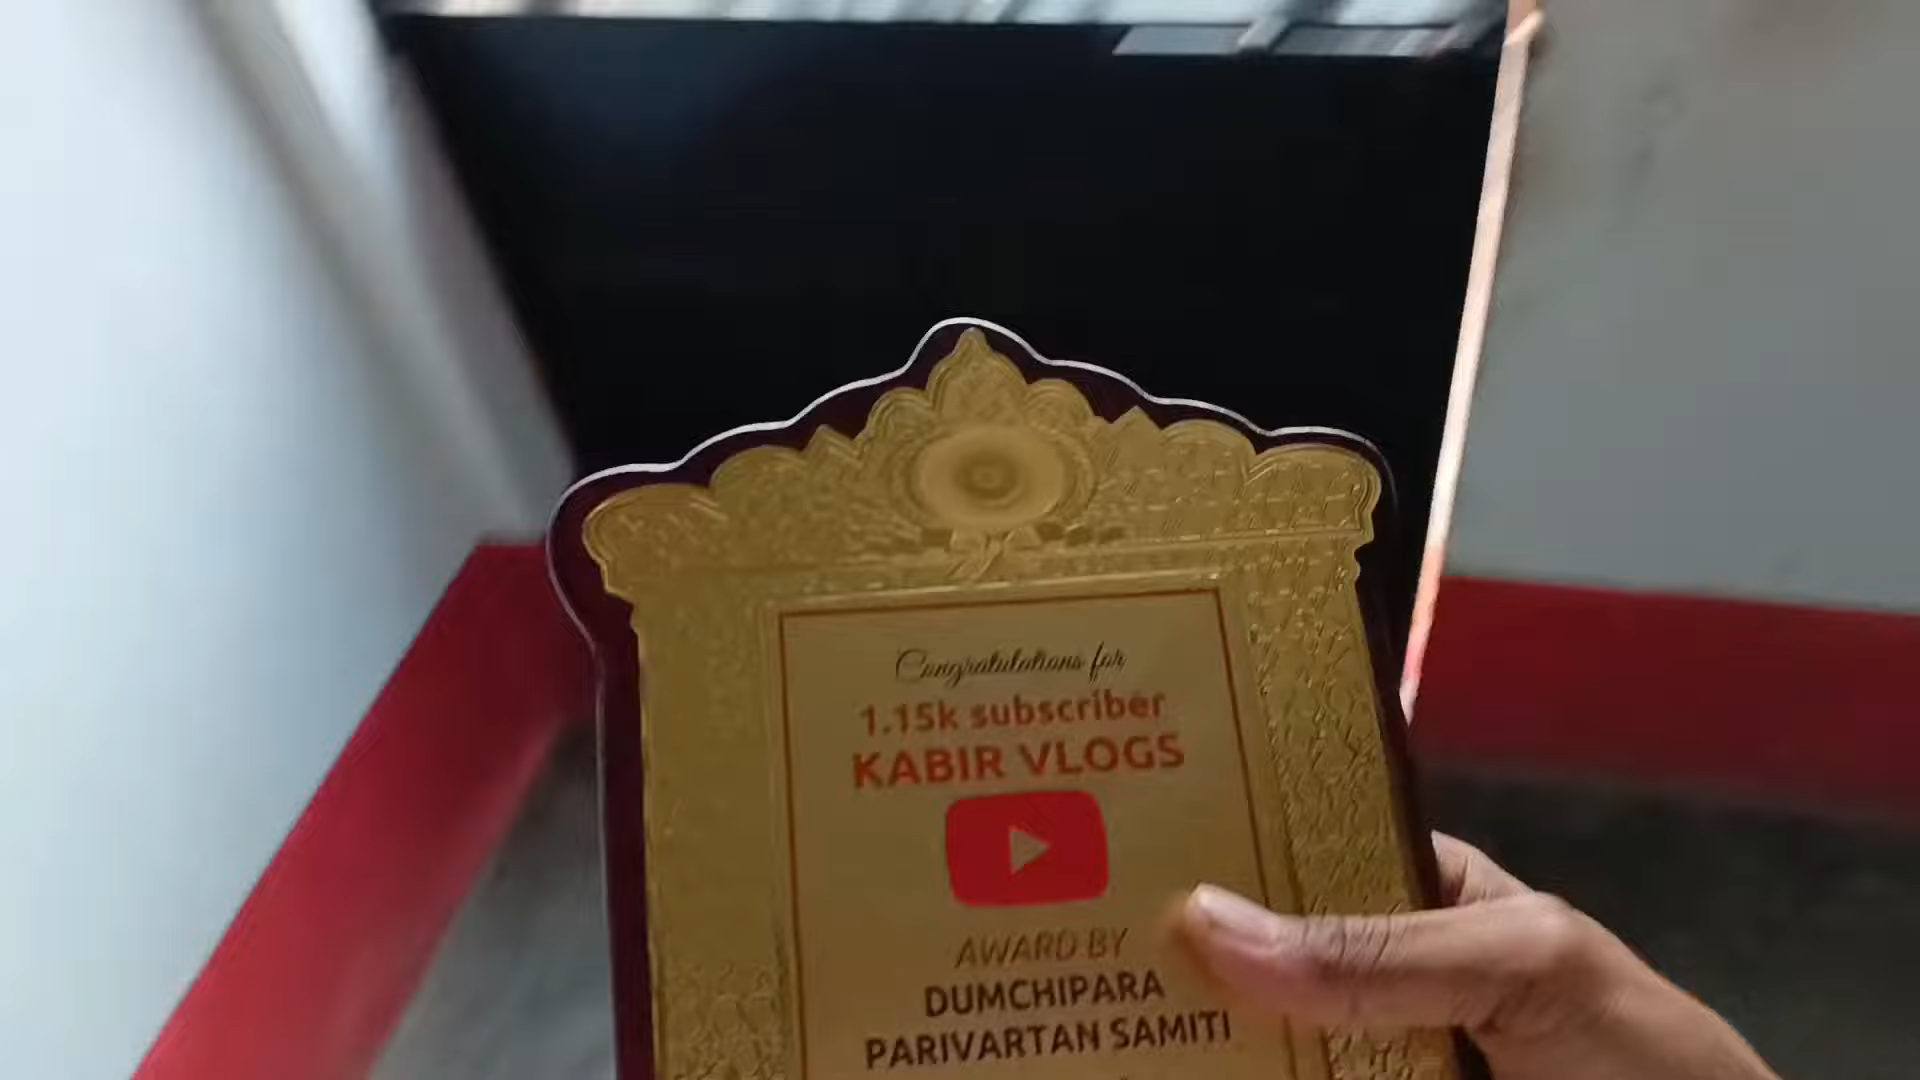 Congratulations for
1.15k subscriber
KABIR VLOGS
AWARD BY
DUMCHIPARA
PARIVARTAN SAMITI